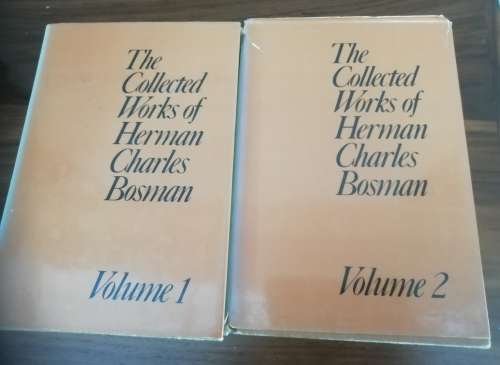 The
Collected
Works of
Herman
Charles
Bosman
Volume 1
The
Collected
Works of
Herman
Charles
Bosman
Volume 2